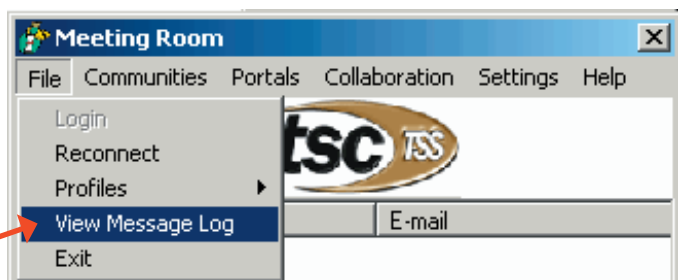 Meeting Room
File Communities Portals Collaboration Settings Help
Login
Reconnect
tsc TSS
Profiles
View Message Log
E-mail
Exit